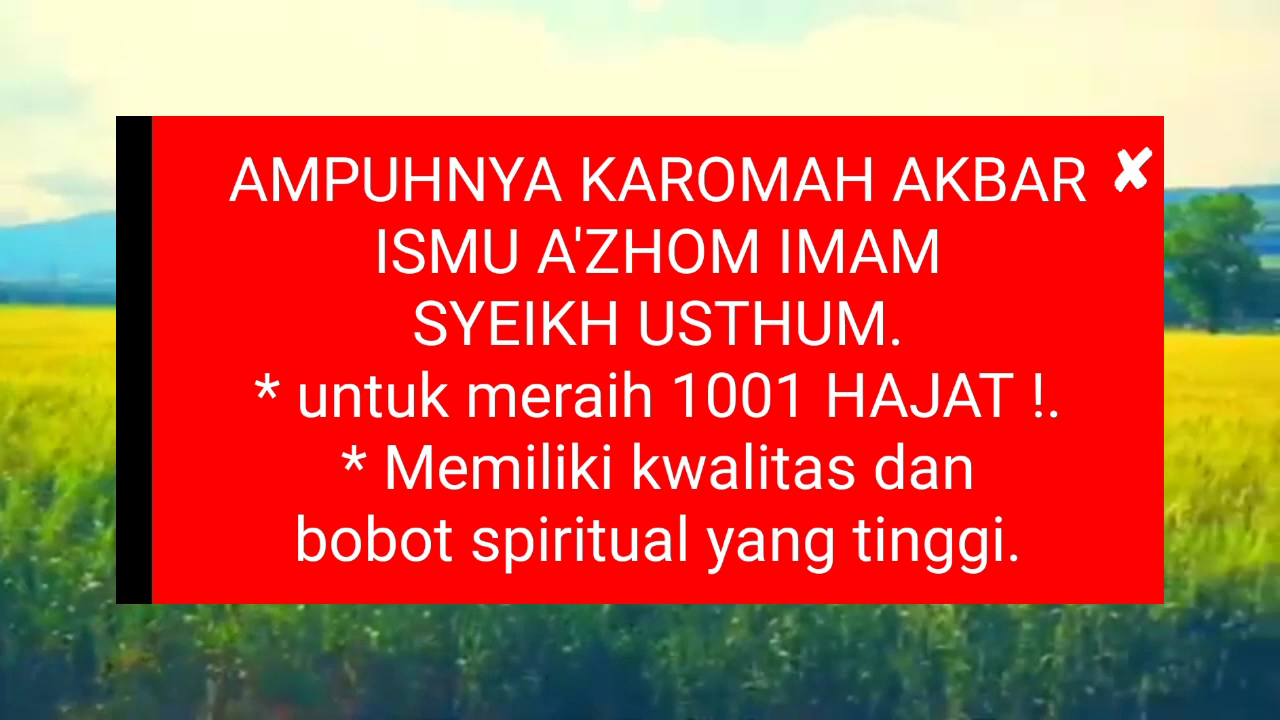 AMPUHNYA KAROMAH AKBAR
ISMU A'ZHOM IMAM
SYEIKH USTHUM.
* untuk meraih 1001 HAJAT !.
* Memiliki kwalitas dan
bobot spiritual yang tinggi.